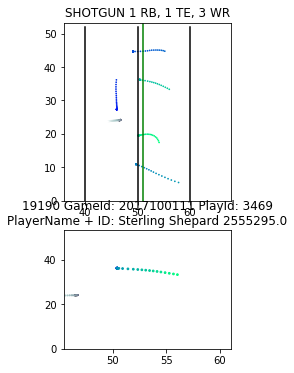 SHOTGUN 1 RB, 1 TE, 3 WR
50
40
30
20
10
0
40 50 60
19190 GameId: 2017100111 PlayId: 3469
PlayerName + ID: Sterling Shepard 2555295.0
40
20
0
50 55 60